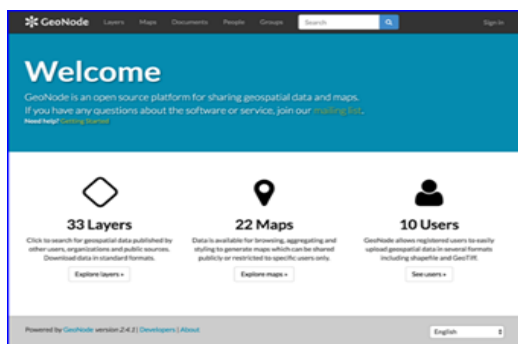 GeoNode Layers Maps Documents People Groups Search Sign in
Welcome
GeoNode is an open source platform for sharing geospatial data and maps.
If you have any questions about the software or service, join our mailing list.
Need help? Getting Started
33 Layers
Click to search for geospatial data published by
other users, organizations and public sources.
Download data in standard formats.
Explore layers »
22 Maps
Data is available for browsing, aggregating and
styling to generate maps which can be shared
publicly or restricted to specific users only.
Explore maps »
10 Users
GeoNode allows registered users to easily
upload geospatial data in several formats
including shapefile and GeoTiff.
See users »
Powered by GeoNode version 2.4.1 | Developers | About
English